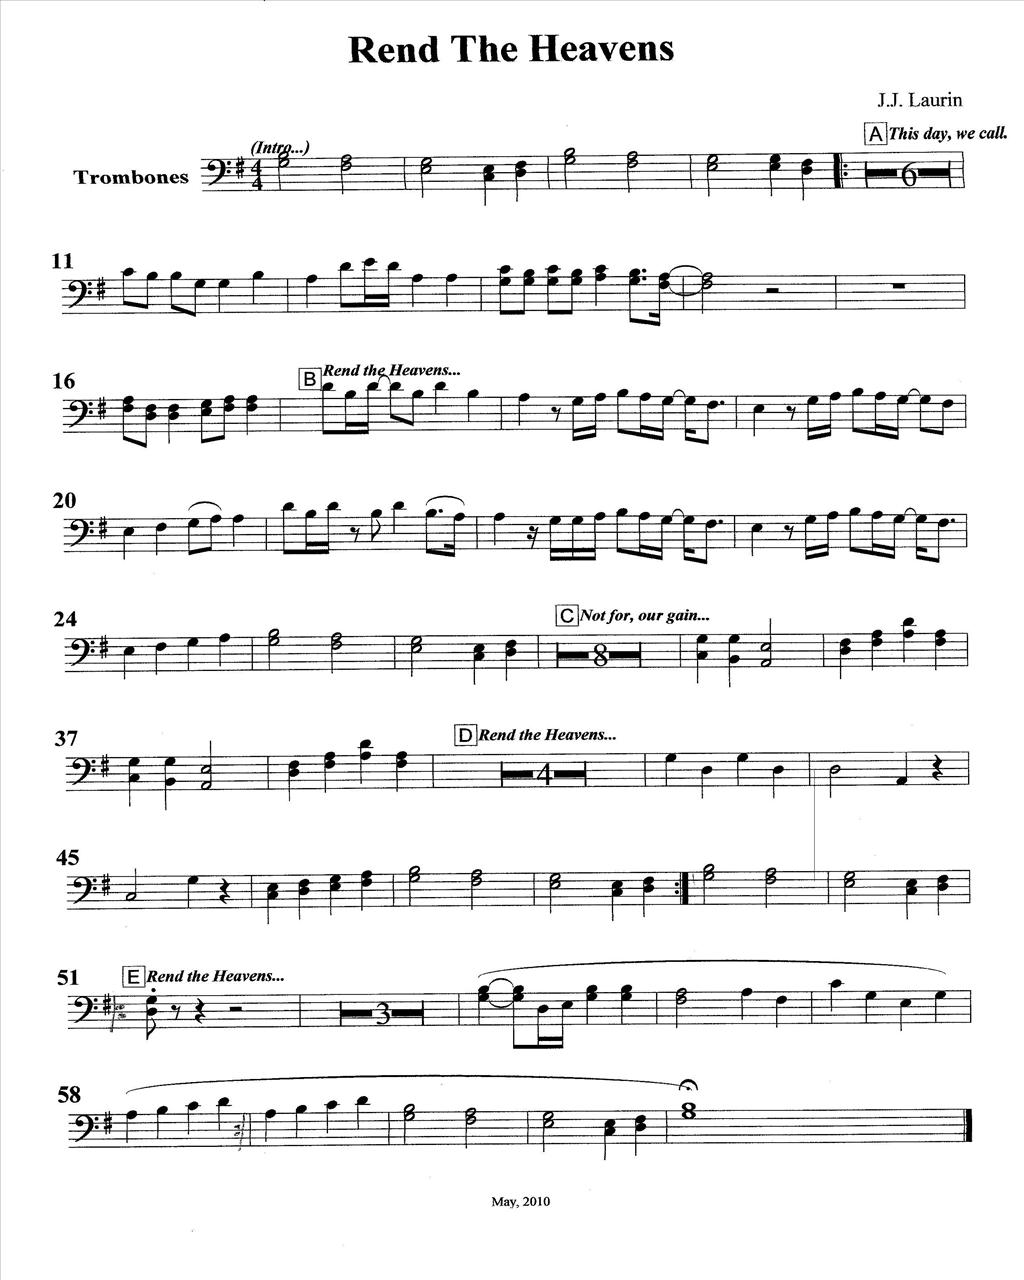 Rend The Heavens
J.J. Laurin
A This day, we call.
(Intro...)
Trombones
4
4
6
11
16
B Rend the Heavens...
20
24
C Not for, our gain...
8
37
D Rend the Heavens...
4
45
51
E Rend the Heavens...
3
58
May, 2010